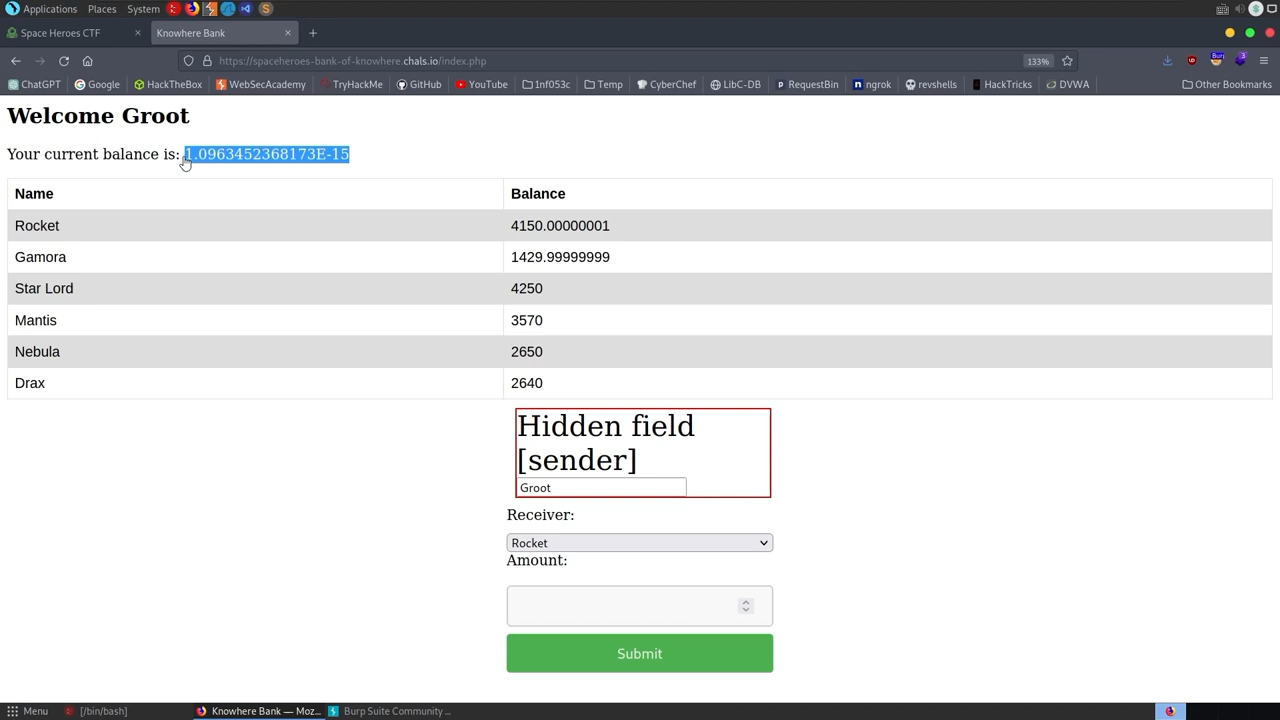 Applications Places System
Space Heroes CTF × Knowhere Bank × +
https://spaceheroes-bank-of-knowhere.chals.io/index.php 133%
ChatGPT Google HackTheBox WebSecAcademy TryHackMe GitHub YouTube 1nf053c Temp CyberChef LibC-DB RequestBin ngrok revshells HackTricks DVWA Other Bookmarks
Welcome Groot
Your current balance is: 1.0963452368173E-15
Name Balance
Rocket 4150.00000001
Gamora 1429.99999999
Star Lord 4250
Mantis 3570
Nebula 2650
Drax 2640
Hidden field
[sender]
Groot
Receiver:
Rocket
Amount:
Submit
Menu [/bin/bash] Knowhere Bank — Moz... Burp Suite Community ...